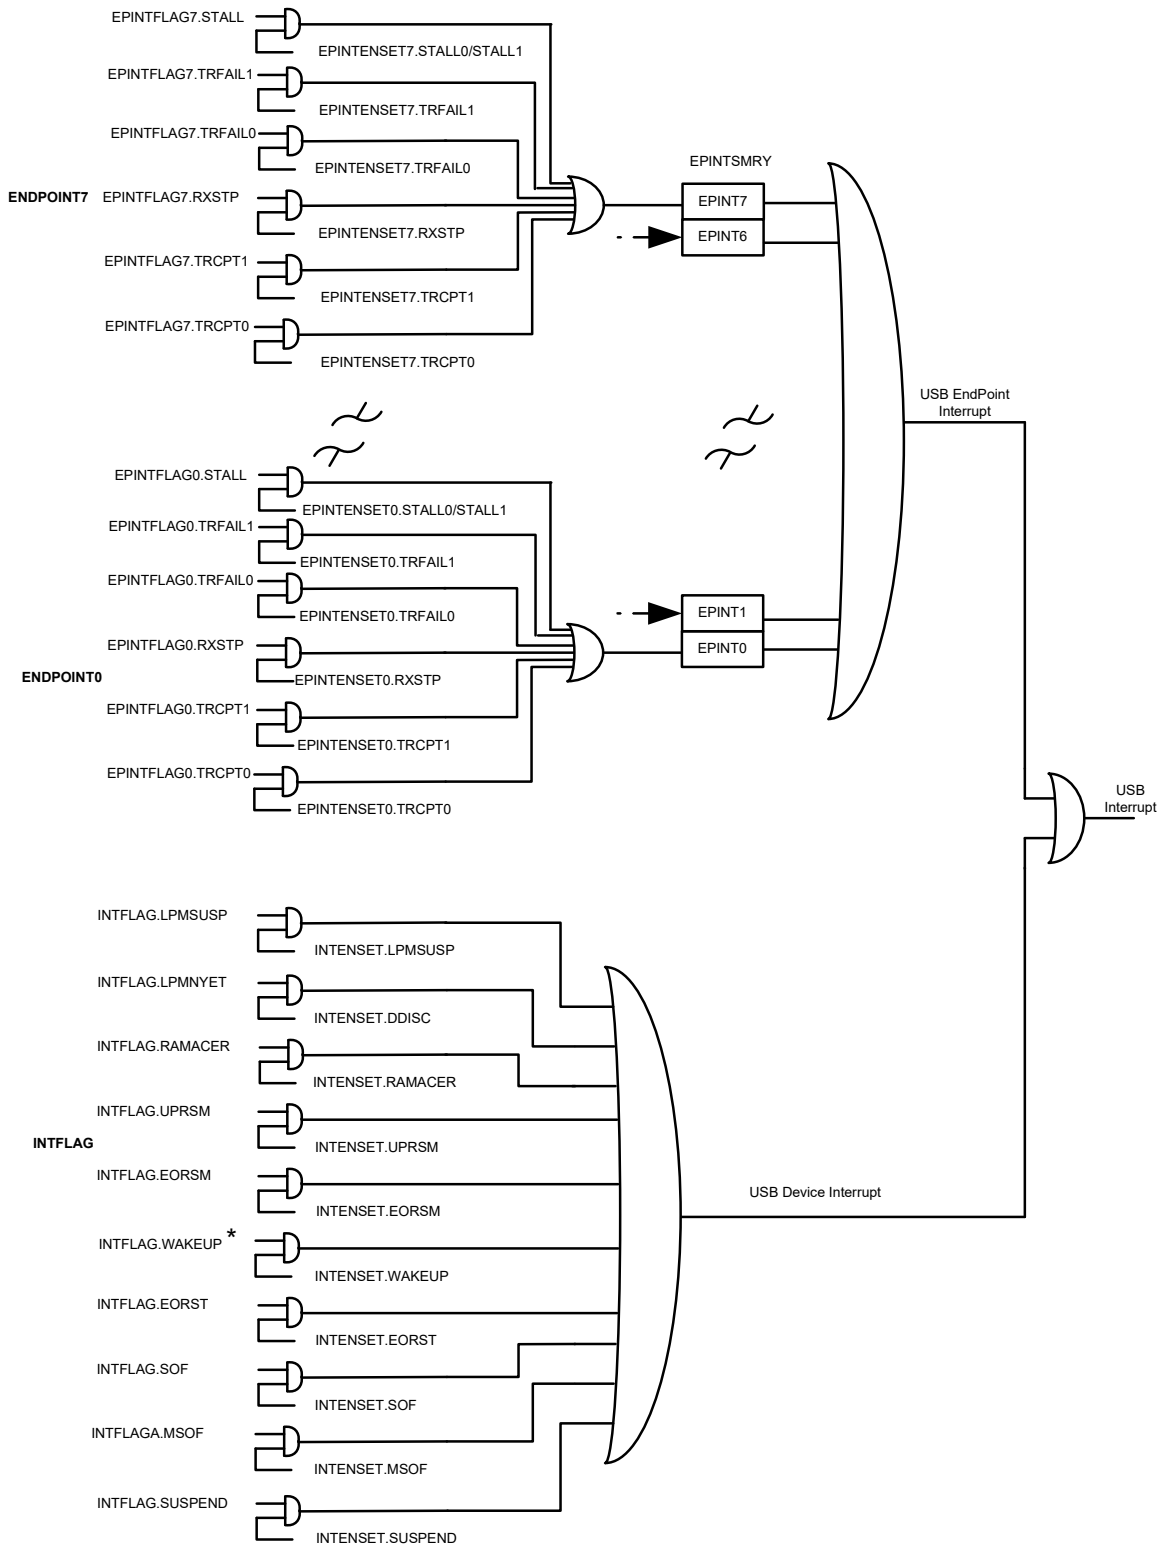 EPINTFLAG7.STALL
EPINTENSET7.STALL0/STALL1
EPINTFLAG7.TRFAIL1
EPINTENSET7.TRFAIL1
EPINTFLAG7.TRFAIL0
EPINTENSET7.TRFAIL0
ENDPOINT7
EPINTFLAG7.RXSTP
EPINTENSET7.RXSTP
EPINTFLAG7.TRCPT1
EPINTENSET7.TRCPT1
EPINTFLAG7.TRCPT0
EPINTENSET7.TRCPT0
EPINTSMRY
EPINT7
EPINT6
USB EndPoint
Interrupt
EPINTFLAG0.STALL
EPINTENSET0.STALL0/STALL1
EPINTFLAG0.TRFAIL1
EPINTENSET0.TRFAIL1
EPINTFLAG0.TRFAIL0
EPINTENSET0.TRFAIL0
EPINTFLAG0.RXSTP
ENDPOINT0
EPINTENSET0.RXSTP
EPINTFLAG0.TRCPT1
EPINTENSET0.TRCPT1
EPINTFLAG0.TRCPT0
EPINTENSET0.TRCPT0
EPINT1
EPINT0
USB
Interrupt
INTFLAG.LPMSUSP
INTENSET.LPMSUSP
INTFLAG.LPMNYET
INTENSET.DDISC
INTFLAG.RAMACER
INTENSET.RAMACER
INTFLAG.UPRSM
INTFLAG
INTENSET.UPRSM
INTFLAG.EORSM
INTENSET.EORSM
INTFLAG.WAKEUP *
INTENSET.WAKEUP
INTFLAG.EORST
INTENSET.EORST
INTFLAG.SOF
INTENSET.SOF
INTFLAGA.MSOF
INTENSET.MSOF
INTFLAG.SUSPEND
INTENSET.SUSPEND
USB Device Interrupt